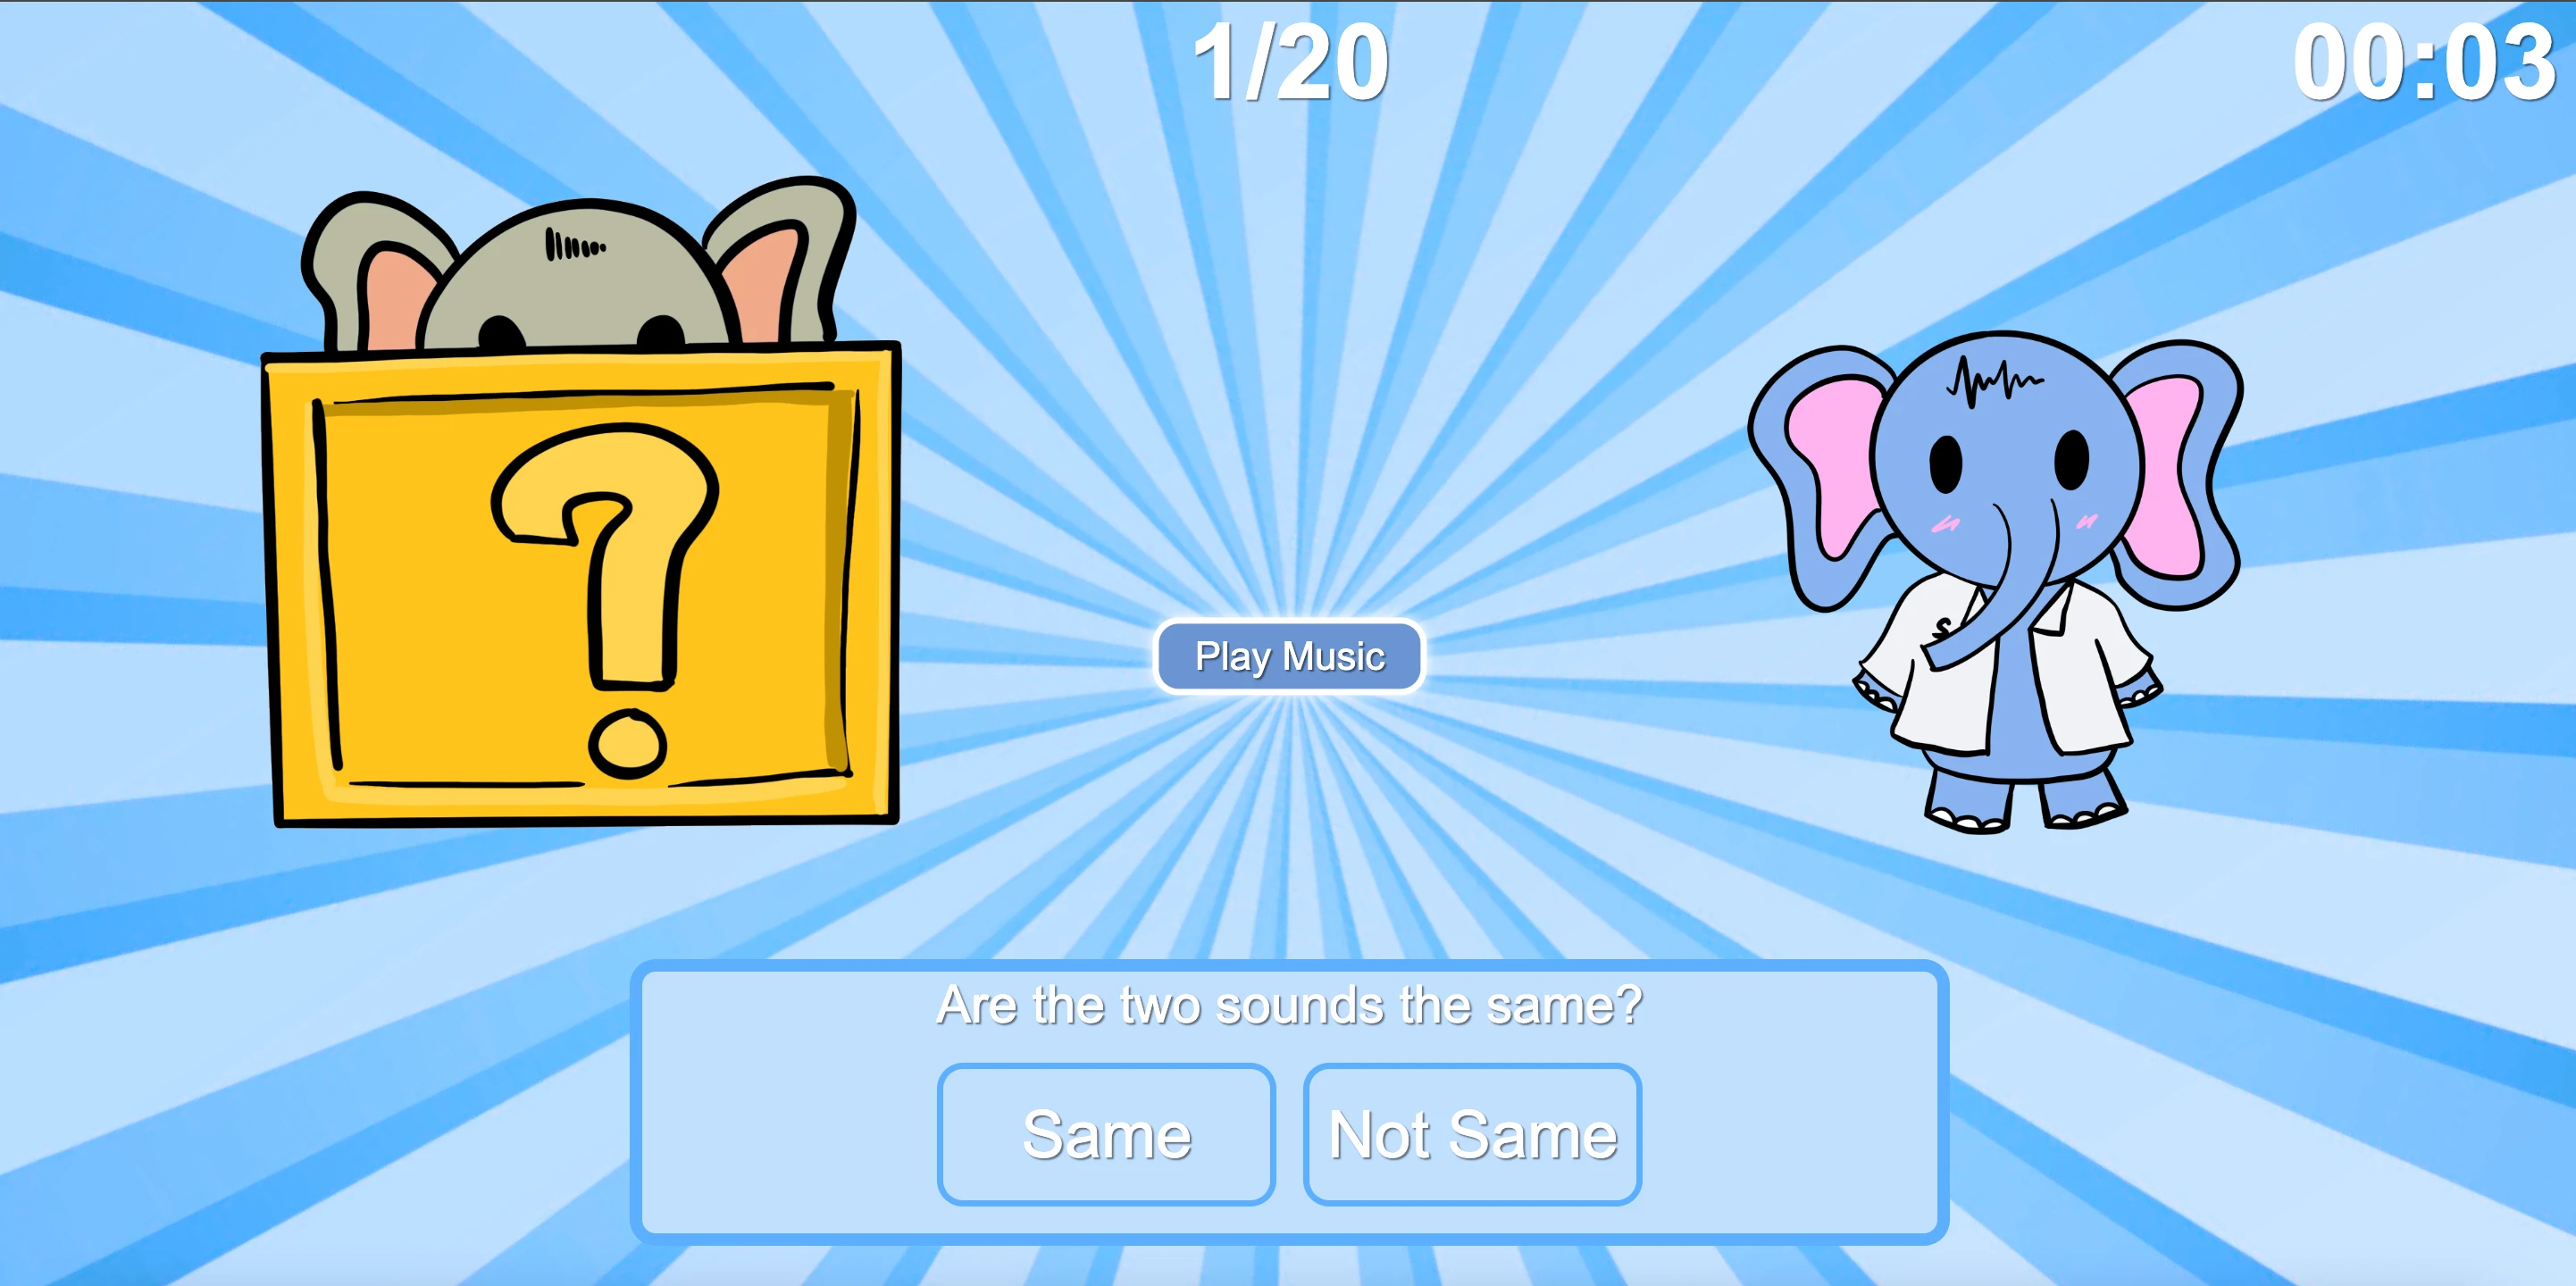 1/20
00:03
?
Play Music
Are the two sounds the same?
Same
Not Same